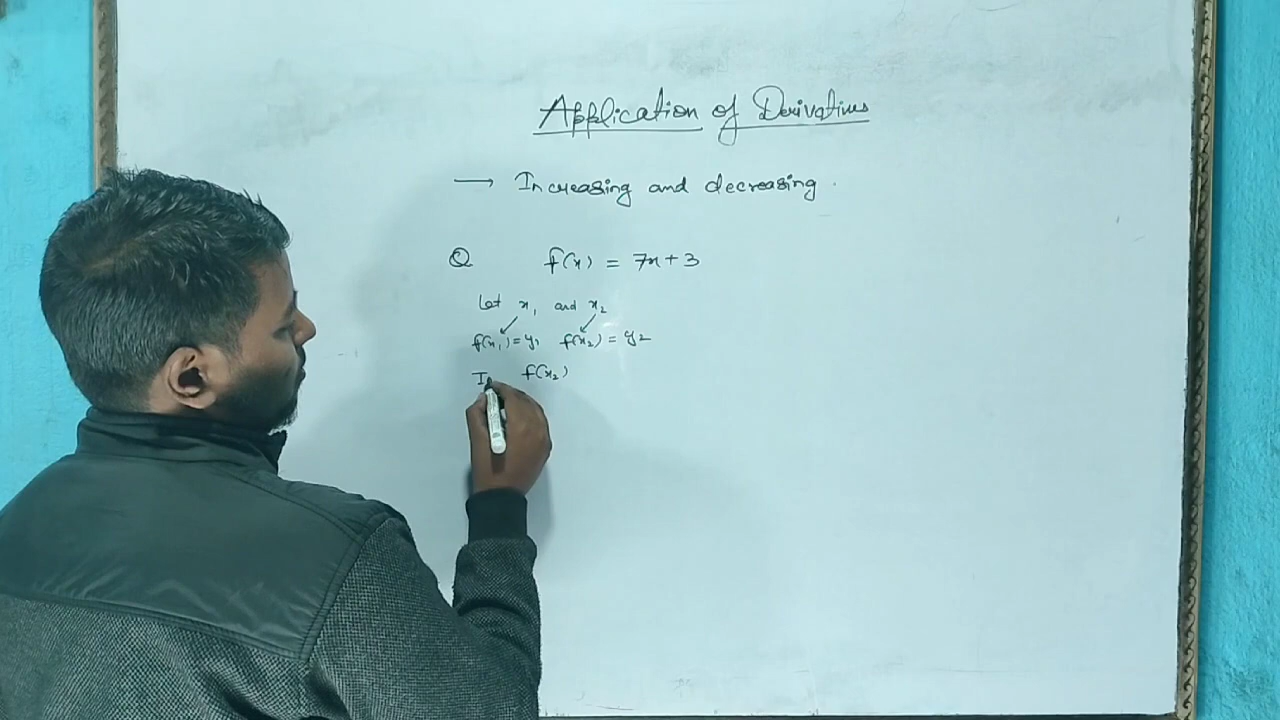 Application of Derivatives
→ Increasing and decreasing.
Q f(x) = 7x + 3
Let x₁ and x₂
f(x₁) = y₁ f(x₂) = y₂
I f(x₂)